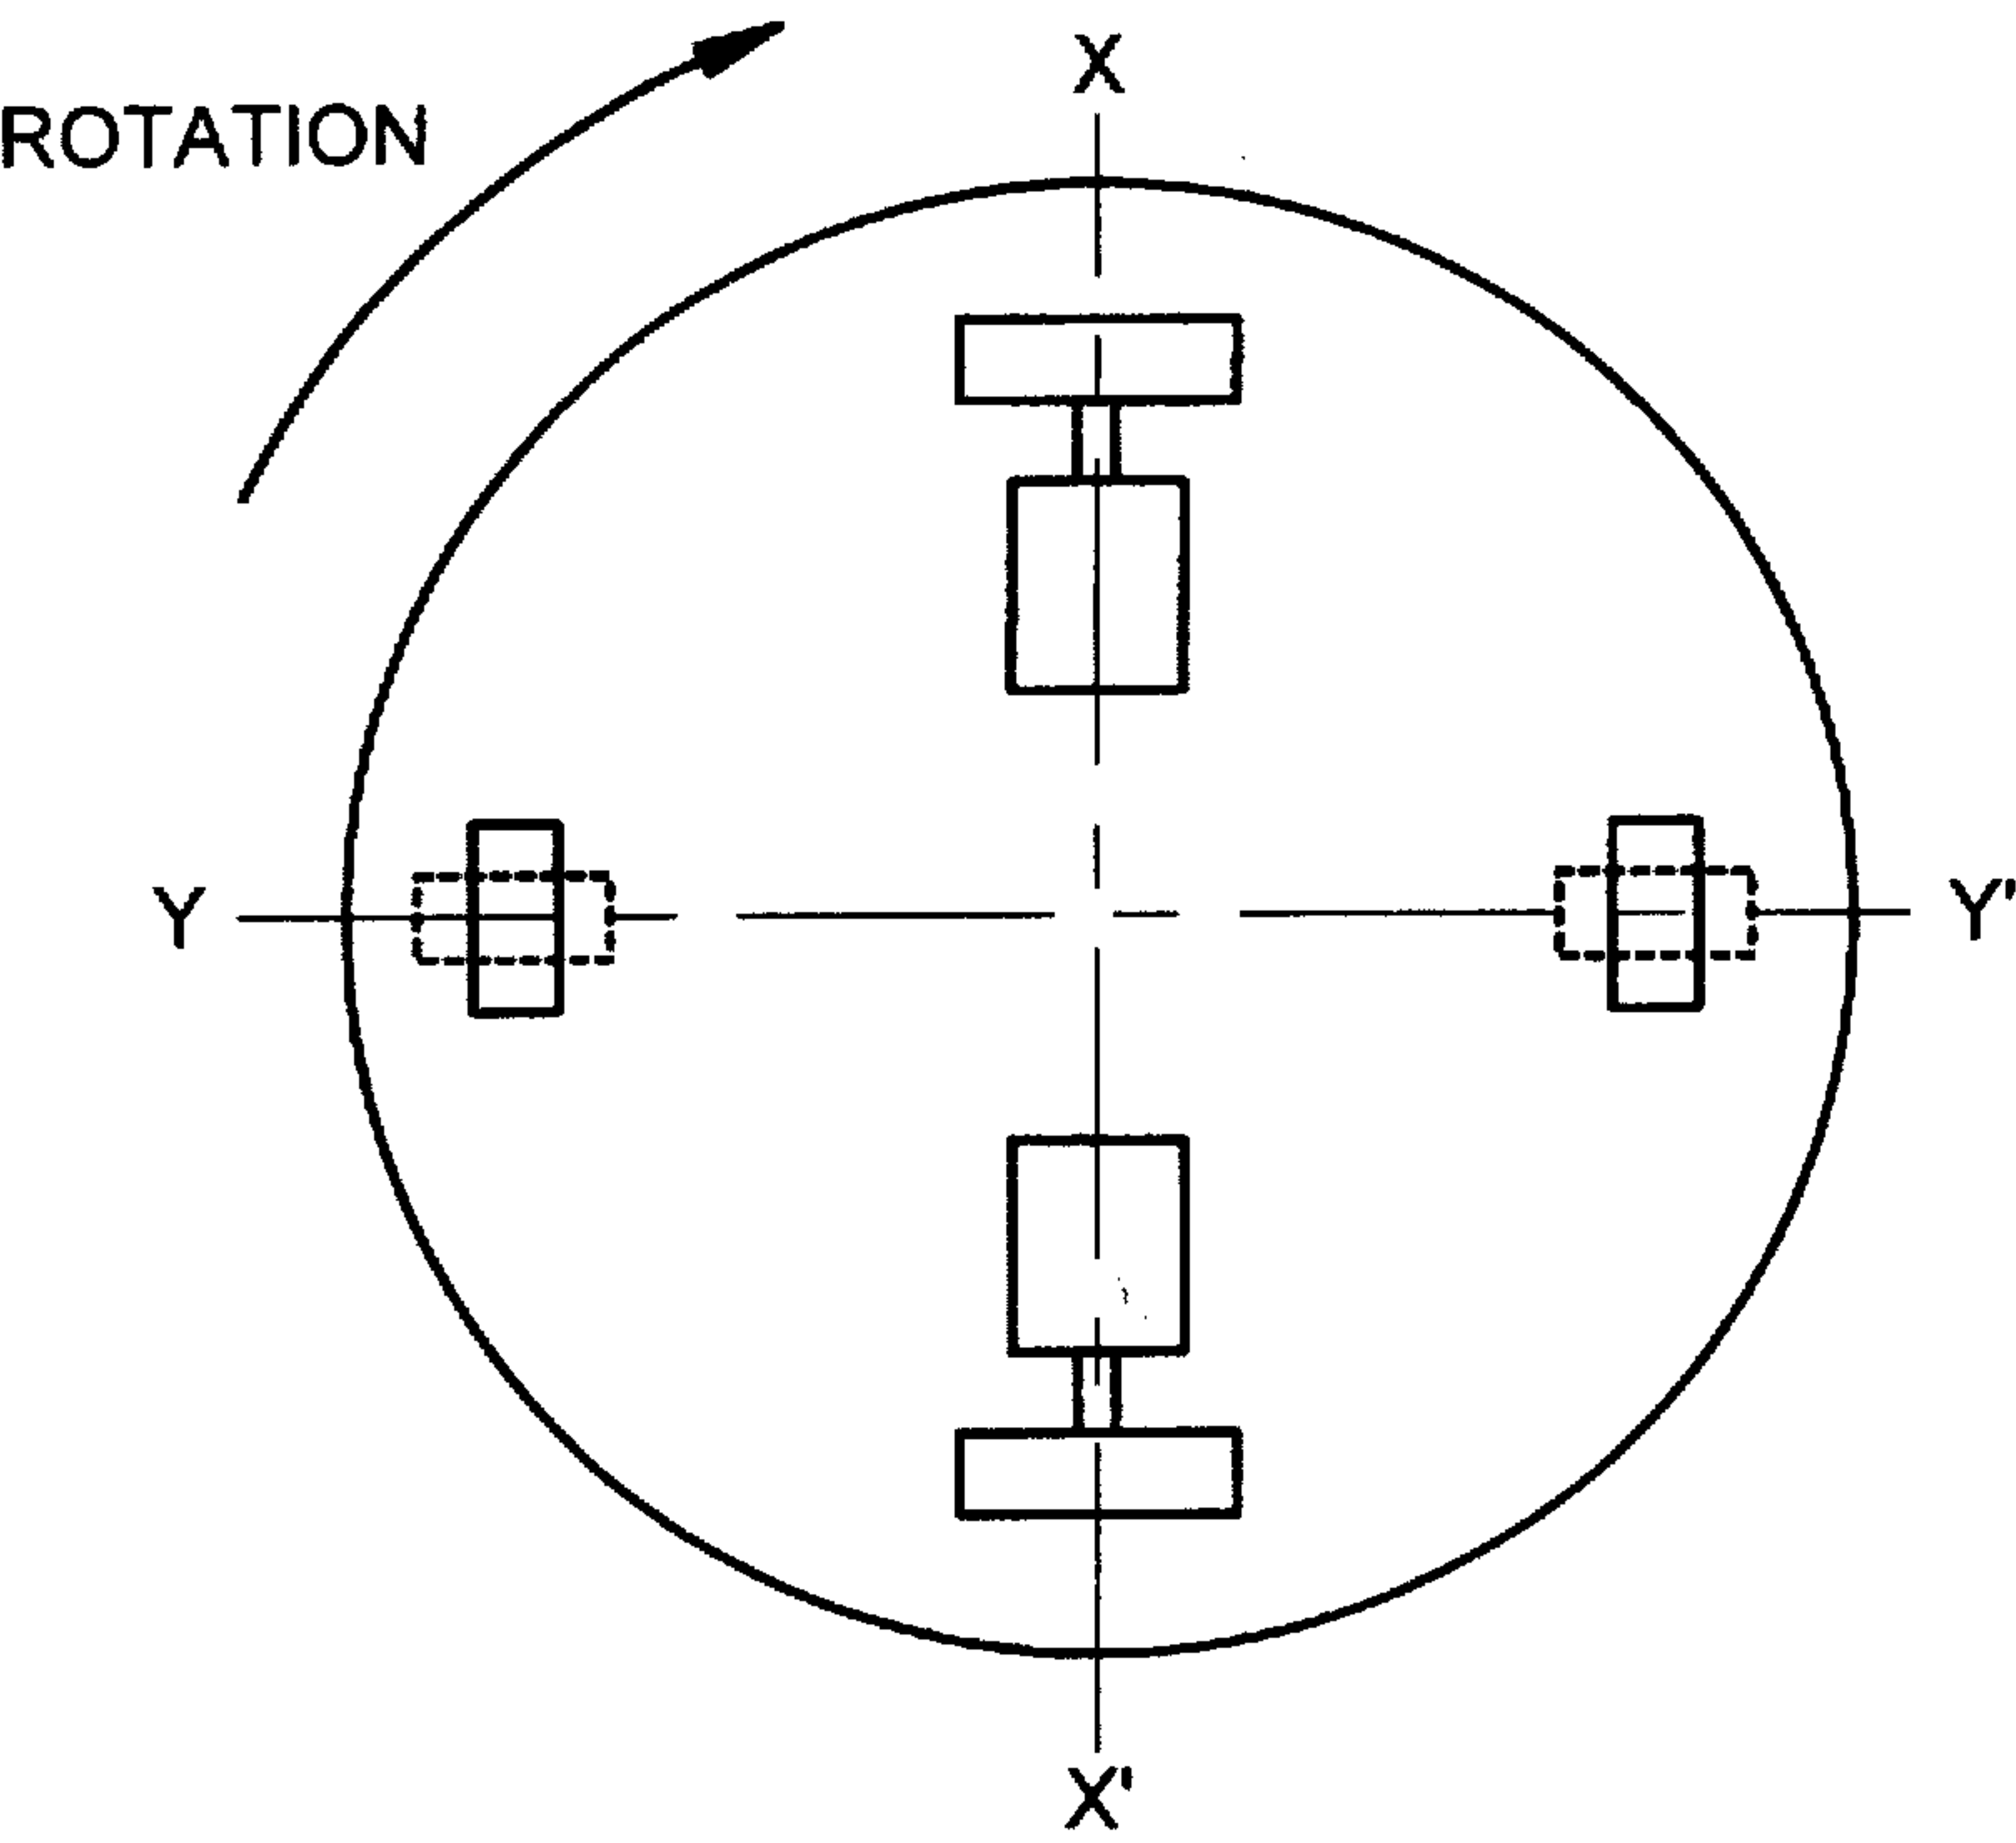 X
ROTATION
Y
Y'
X'